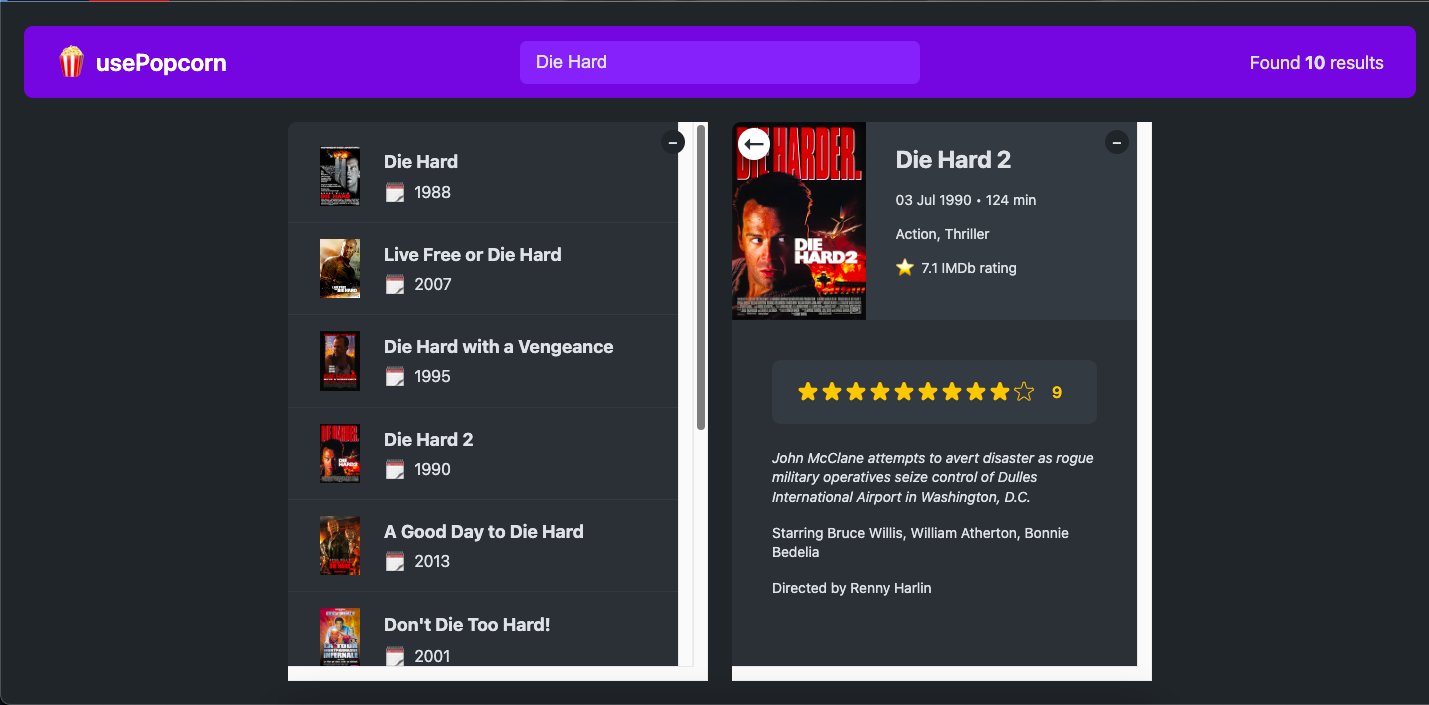 usePopcorn
Die Hard
Found 10 results
Die Hard
1988
Live Free or Die Hard
2007
Die Hard with a Vengeance
1995
Die Hard 2
1990
A Good Day to Die Hard
2013
Don't Die Too Hard!
2001
DIE HARDER.
DIE
HARD2
Die Hard 2
03 Jul 1990 • 124 min
Action, Thriller
7.1 IMDb rating
9
John McClane attempts to avert disaster as rogue
military operatives seize control of Dulles
International Airport in Washington, D.C.
Starring Bruce Willis, William Atherton, Bonnie
Bedelia
Directed by Renny Harlin